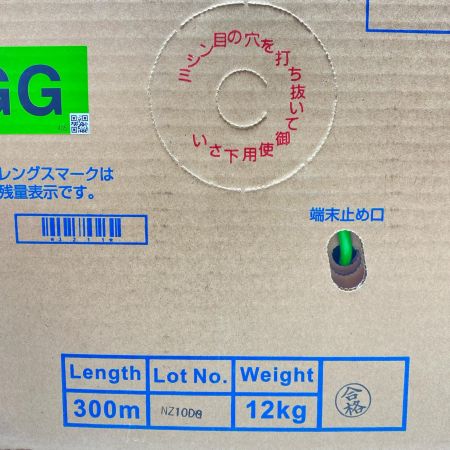 GG
ミシン目の穴を打ち抜いて御使用下さい
レングスマークは
残量表示です。
端末止め口
*3211*
Length Lot No. Weight
300m 12kg
合格